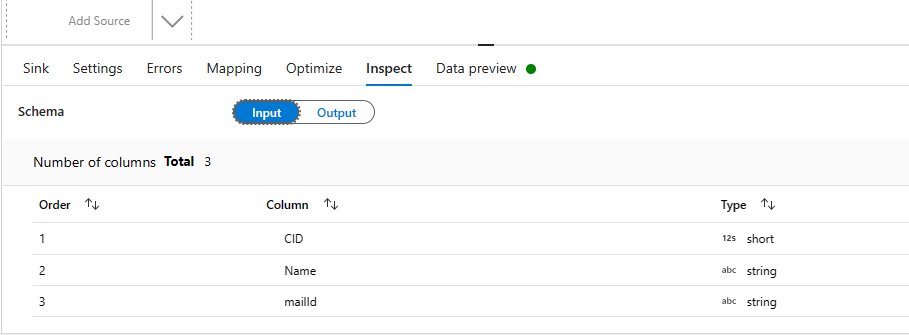 Add Source
Sink Settings Errors Mapping Optimize Inspect Data preview
Schema Input Output
Number of columns Total 3
Order Column Type
1 CID 12s short
2 Name abc string
3 mailId abc string